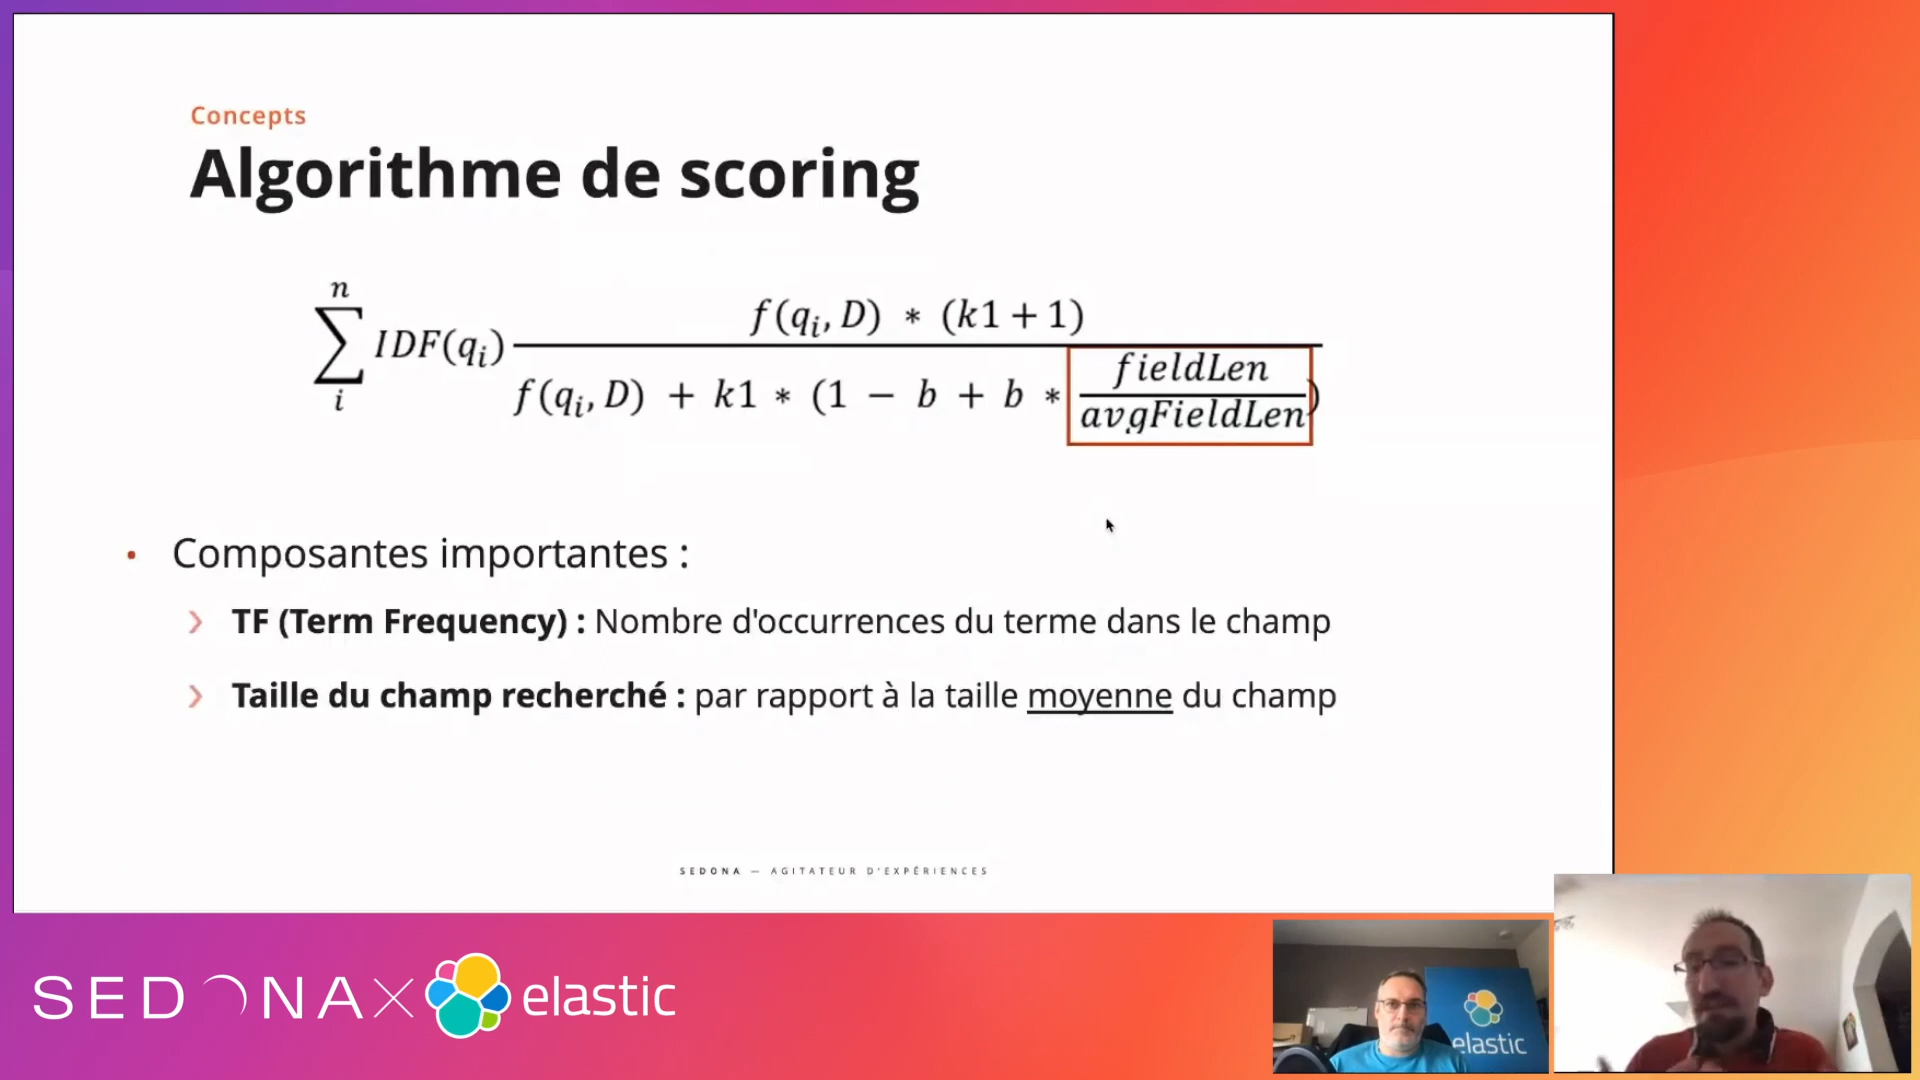 Concepts
Algorithme de scoring
n
∑ IDF(qᵢ)
i
f(qᵢ, D) ∗ (k1 + 1)
f(qᵢ, D) + k1 ∗ (1 − b + b ∗ fieldLen / avgFieldLen)
• Composantes importantes :
› TF (Term Frequency) : Nombre d'occurrences du terme dans le champ
› Taille du champ recherché : par rapport à la taille moyenne du champ
SEDONA — AGITATEUR D'EXPÉRIENCES
SEDONA X elastic
elastic